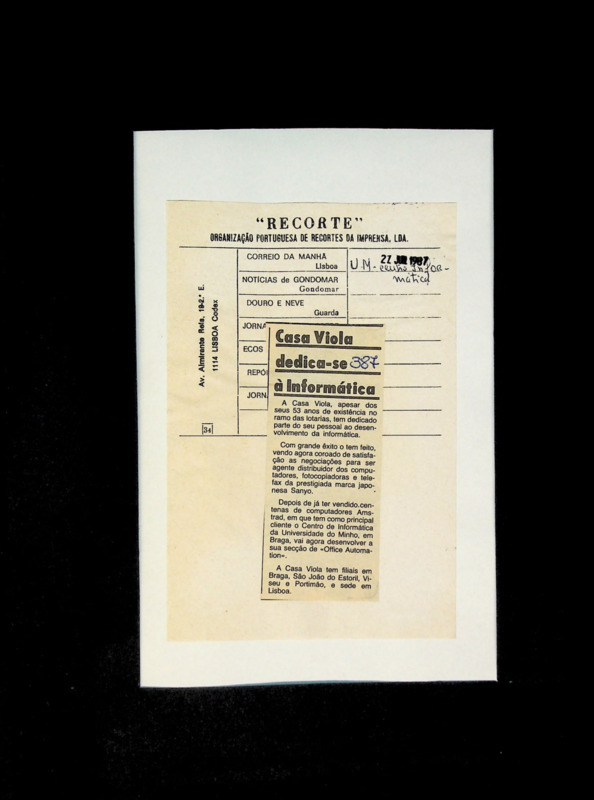 "RECORTE"
ORGANIZAÇÃO PORTUGUESA DE RECORTES DA IMPRENSA, LDA.
Av. Almirante Reis, 19-2.º E.
1114 LISBOA Codex
34
CORREIO DA MANHÃ
Lisboa
NOTÍCIAS de GONDOMAR
Gondomar
DOURO E NEVE
Guarda
JORNA
ECOS
REPÓ
JORN
1987
U.M. - Infor-
mática
Casa Viola
dedica-se 387
à Informática
A Casa Viola, apesar dos
seus 53 anos de existência no
ramo das lotarias, tem dedicado
parte do seu pessoal ao desen-
volvimento da informática.
Com grande êxito o tem feito,
vendo agora coroado de satisfa-
ção as negociações para ser
agente distribuidor dos compu-
tadores, fotocopiadoras e tele-
fax da prestigiada marca japo-
nesa Sanyo.
Depois de já ter vendido.cen-
tenas de computadores Ams-
trad, em que tem como principal
cliente o Centro de Informática
da Universidade do Minho, em
Braga, vai agora desenvolver a
sua secção de «Office Automa-
tion».
A Casa Viola tem filiais em
Braga, São João do Estoril, Vi-
seu e Portimão, e sede em
Lisboa.